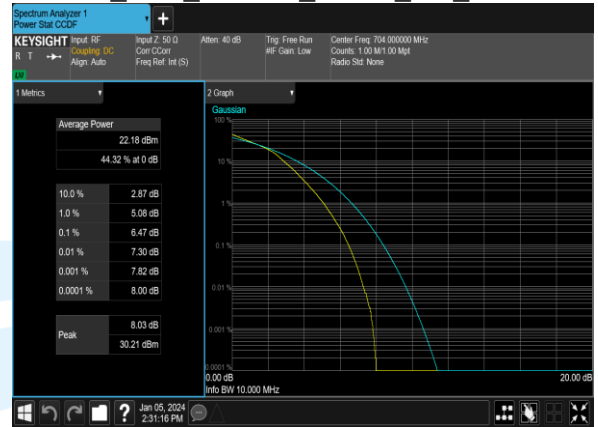 Spectrum Analyzer 1
Power Stat CCDF
KEYSIGHT
R T
LXI
Input: RF
Coupling: DC
Align: Auto
Input Z: 50 Ω
Corr CCorr
Freq Ref: Int (S)
Atten: 40 dB
Trig: Free Run
#IF Gain: Low
Center Freq: 704.000000 MHz
Counts: 1.00 M/1.00 Mpt
Radio Std: None
1 Metrics
Average Power
22.18 dBm
44.32 % at 0 dB
10.0 % 2.87 dB
1.0 % 5.08 dB
0.1 % 6.47 dB
0.01 % 7.30 dB
0.001 % 7.82 dB
0.0001 % 8.00 dB
Peak
8.03 dB
30.21 dBm
2 Graph
Gaussian
100 %
10 %
1 %
0.1 %
0.01 %
0.001 %
0.0001 %
0.00 dB
20.00 dB
Info BW 10.000 MHz
?
Jan 05, 2024
2:31:16 PM